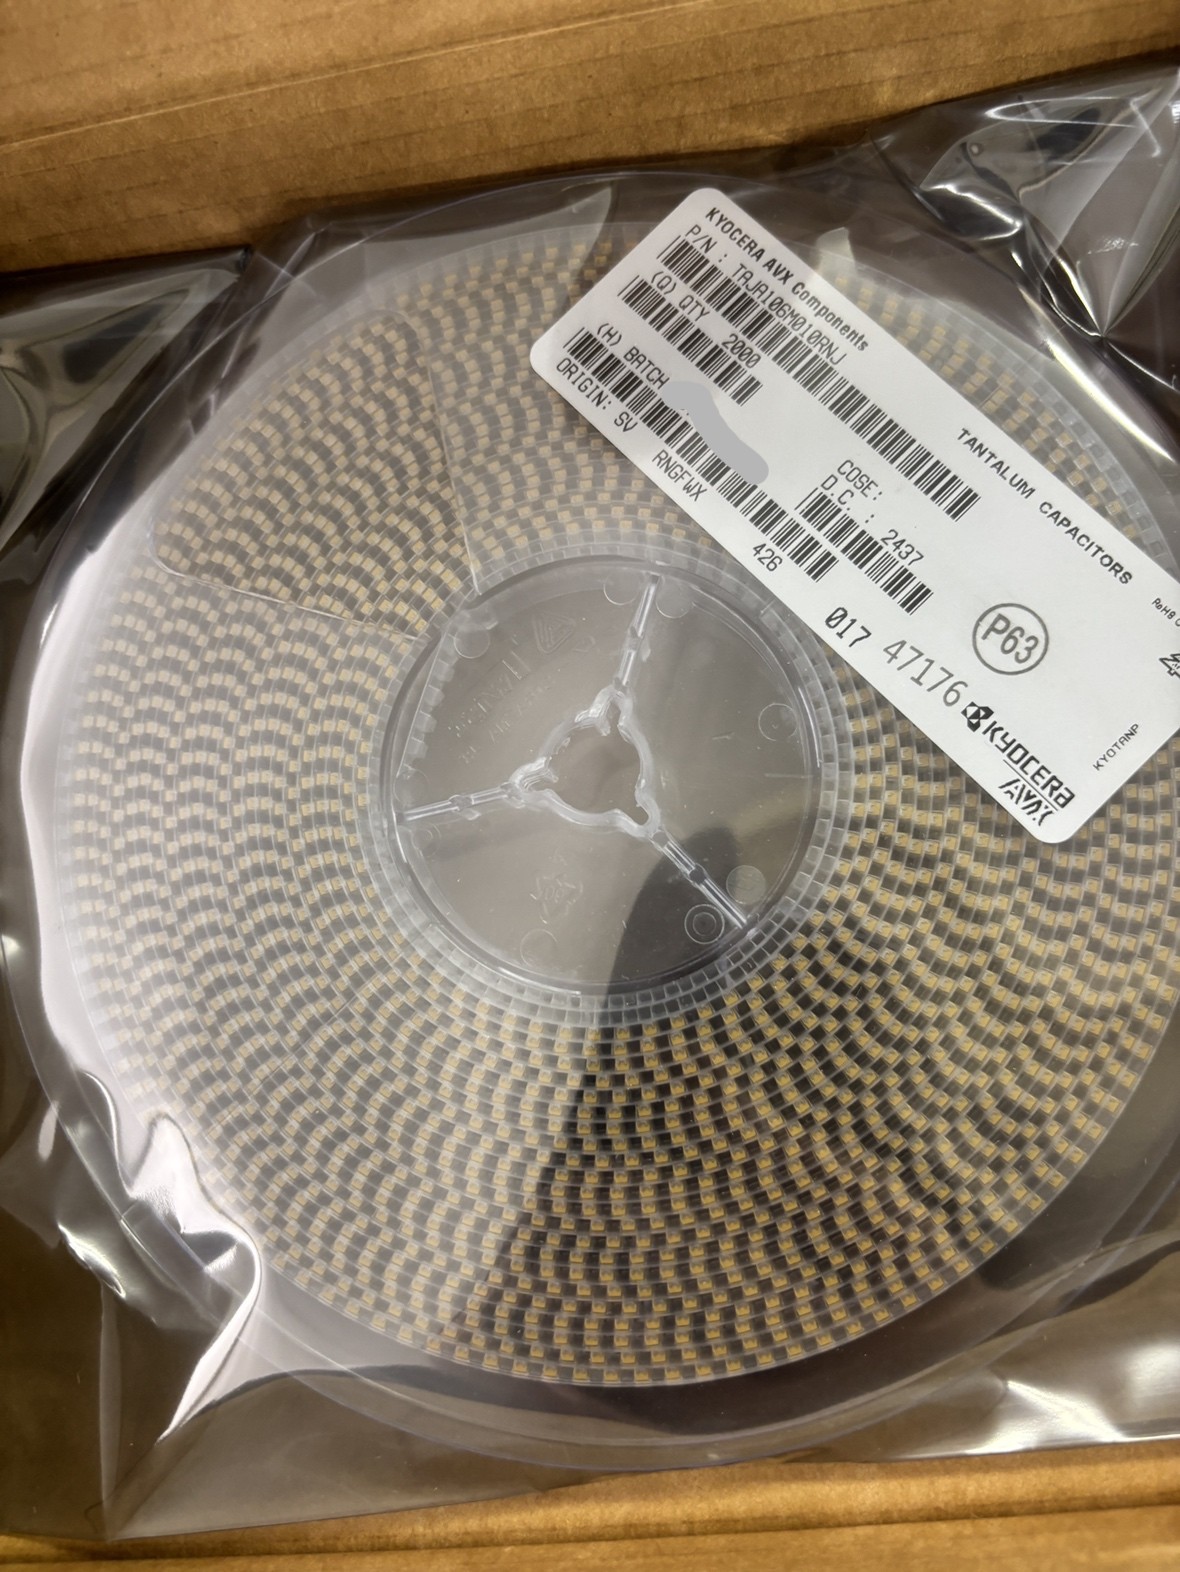 KYOCERA AVX Components
TANTALUM CAPACITORS
P/N : TAJA106M010RNJ
(Q) QTY 2000
(H) BATCH
COSE:
D.C. : 2437
ORIGIN: SV
RNGFWX
426
017 47176
P63
KYOCERA
AVX
KYOTANP